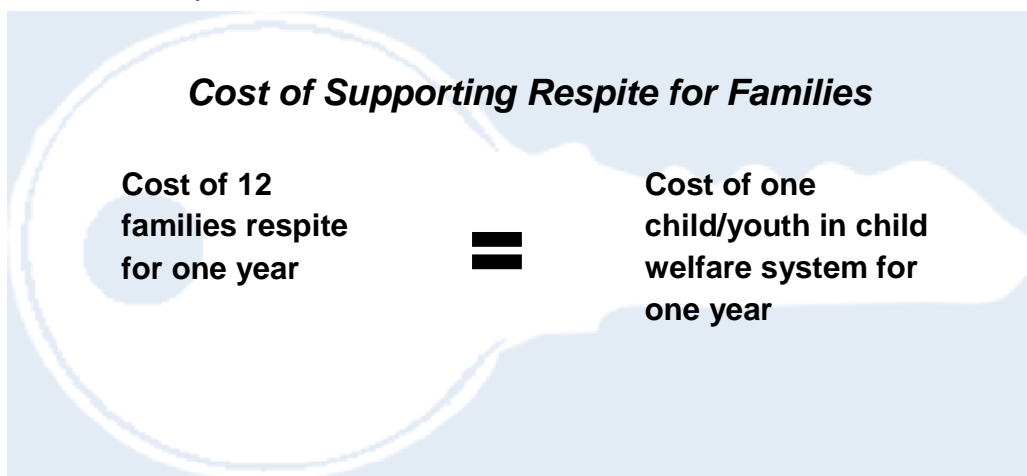 Cost of Supporting Respite for Families
Cost of 12
families respite
for one year
=
Cost of one
child/youth in child
welfare system for
one year